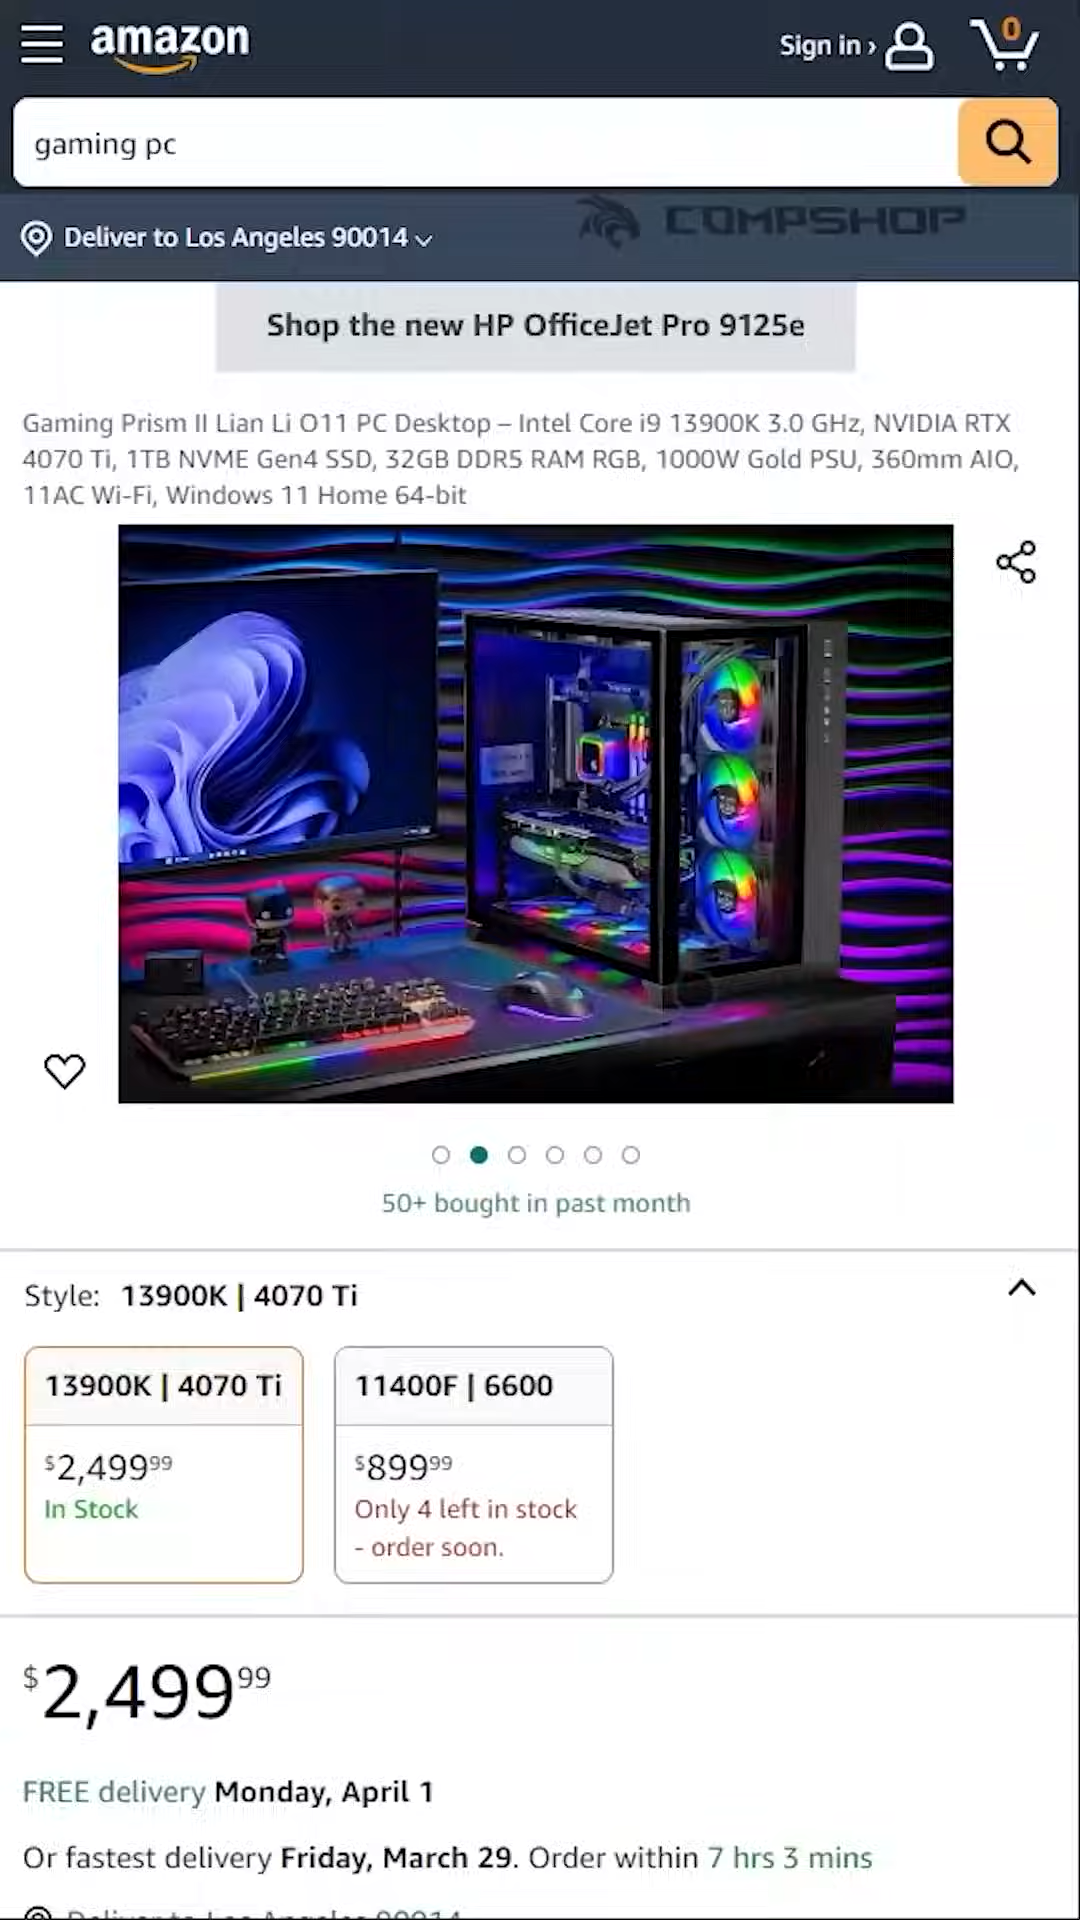 amazon
Sign in ›
0
gaming pc
COMPSHOP
Deliver to Los Angeles 90014
Shop the new HP OfficeJet Pro 9125e
Gaming Prism II Lian Li O11 PC Desktop – Intel Core i9 13900K 3.0 GHz, NVIDIA RTX
4070 Ti, 1TB NVME Gen4 SSD, 32GB DDR5 RAM RGB, 1000W Gold PSU, 360mm AIO,
11AC Wi-Fi, Windows 11 Home 64-bit
50+ bought in past month
Style: 13900K | 4070 Ti
13900K | 4070 Ti
$2,49999
In Stock
11400F | 6600
$89999
Only 4 left in stock
- order soon.
$2,49999
FREE delivery Monday, April 1
Or fastest delivery Friday, March 29. Order within 7 hrs 3 mins
Deliver to Los Angeles 90014